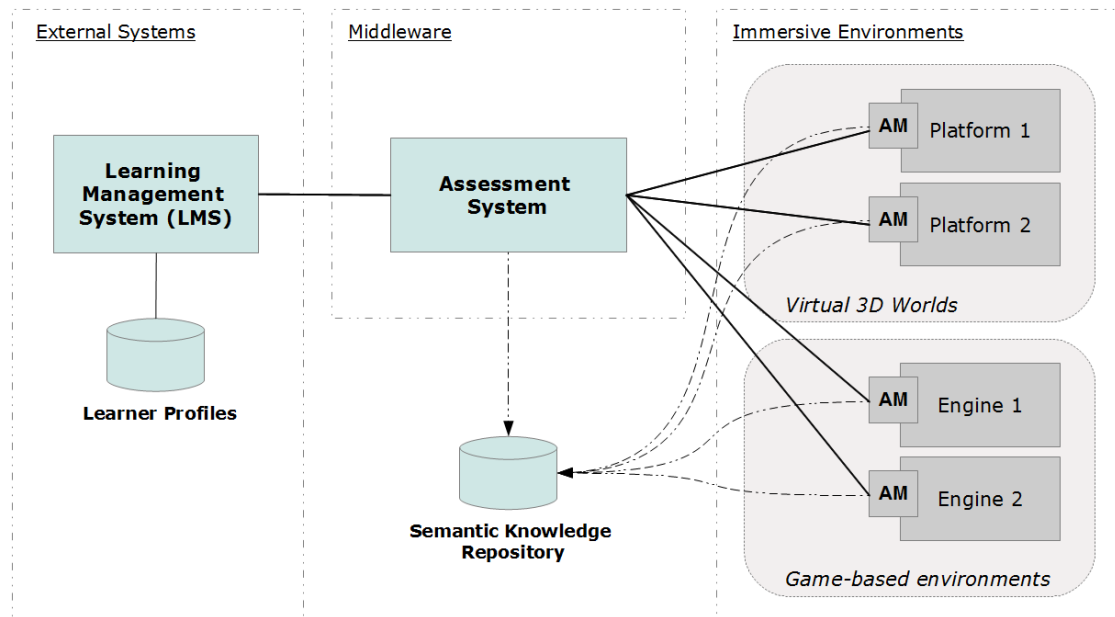 External Systems
Middleware
Immersive Environments
Learning
Management
System (LMS)
Learner Profiles
Assessment
System
Semantic Knowledge
Repository
AM
Platform 1
AM
Platform 2
Virtual 3D Worlds
AM
Engine 1
AM
Engine 2
Game-based environments